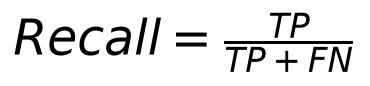 Recall = TP / TP + FN